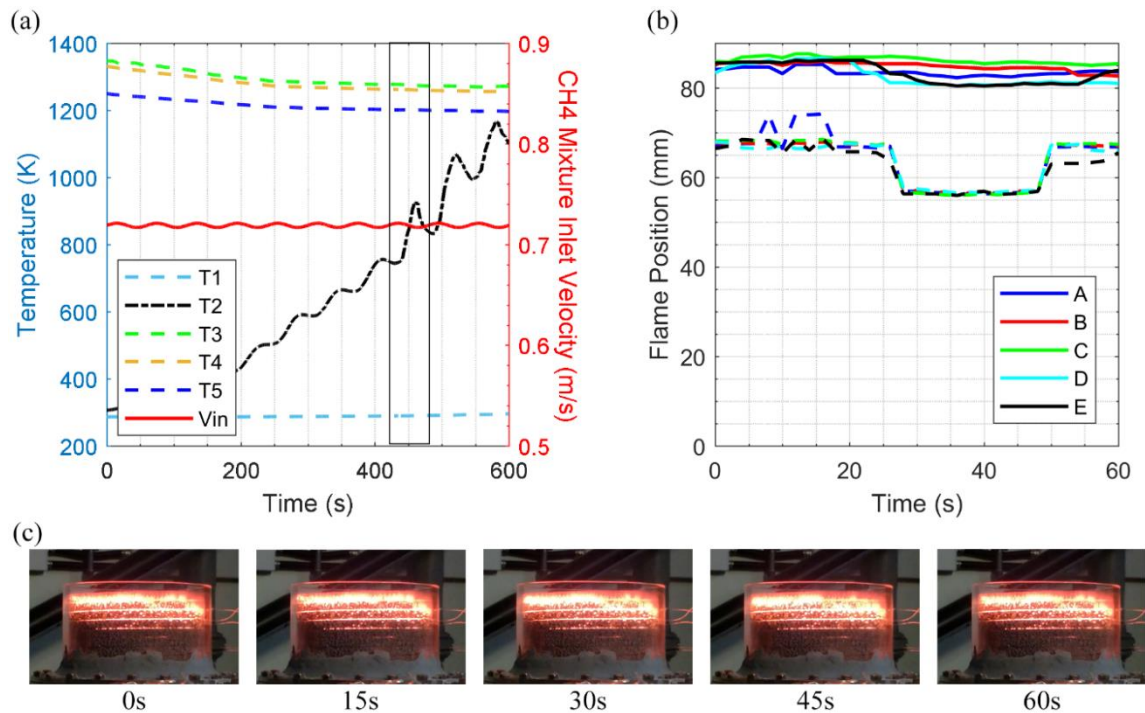 (a)
1400
1200
1000
800
600
400
200
Temperature (K)
T1
T2
T3
T4
T5
Vin
0
200
400
600
Time (s)
0.9
0.8
0.7
0.6
0.5
CH4 Mixture Inlet Velocity (m/s)
(b)
80
60
40
20
0
Flame Position (mm)
A
B
C
D
E
0
20
40
60
Time (s)
(c)
0s
15s
30s
45s
60s